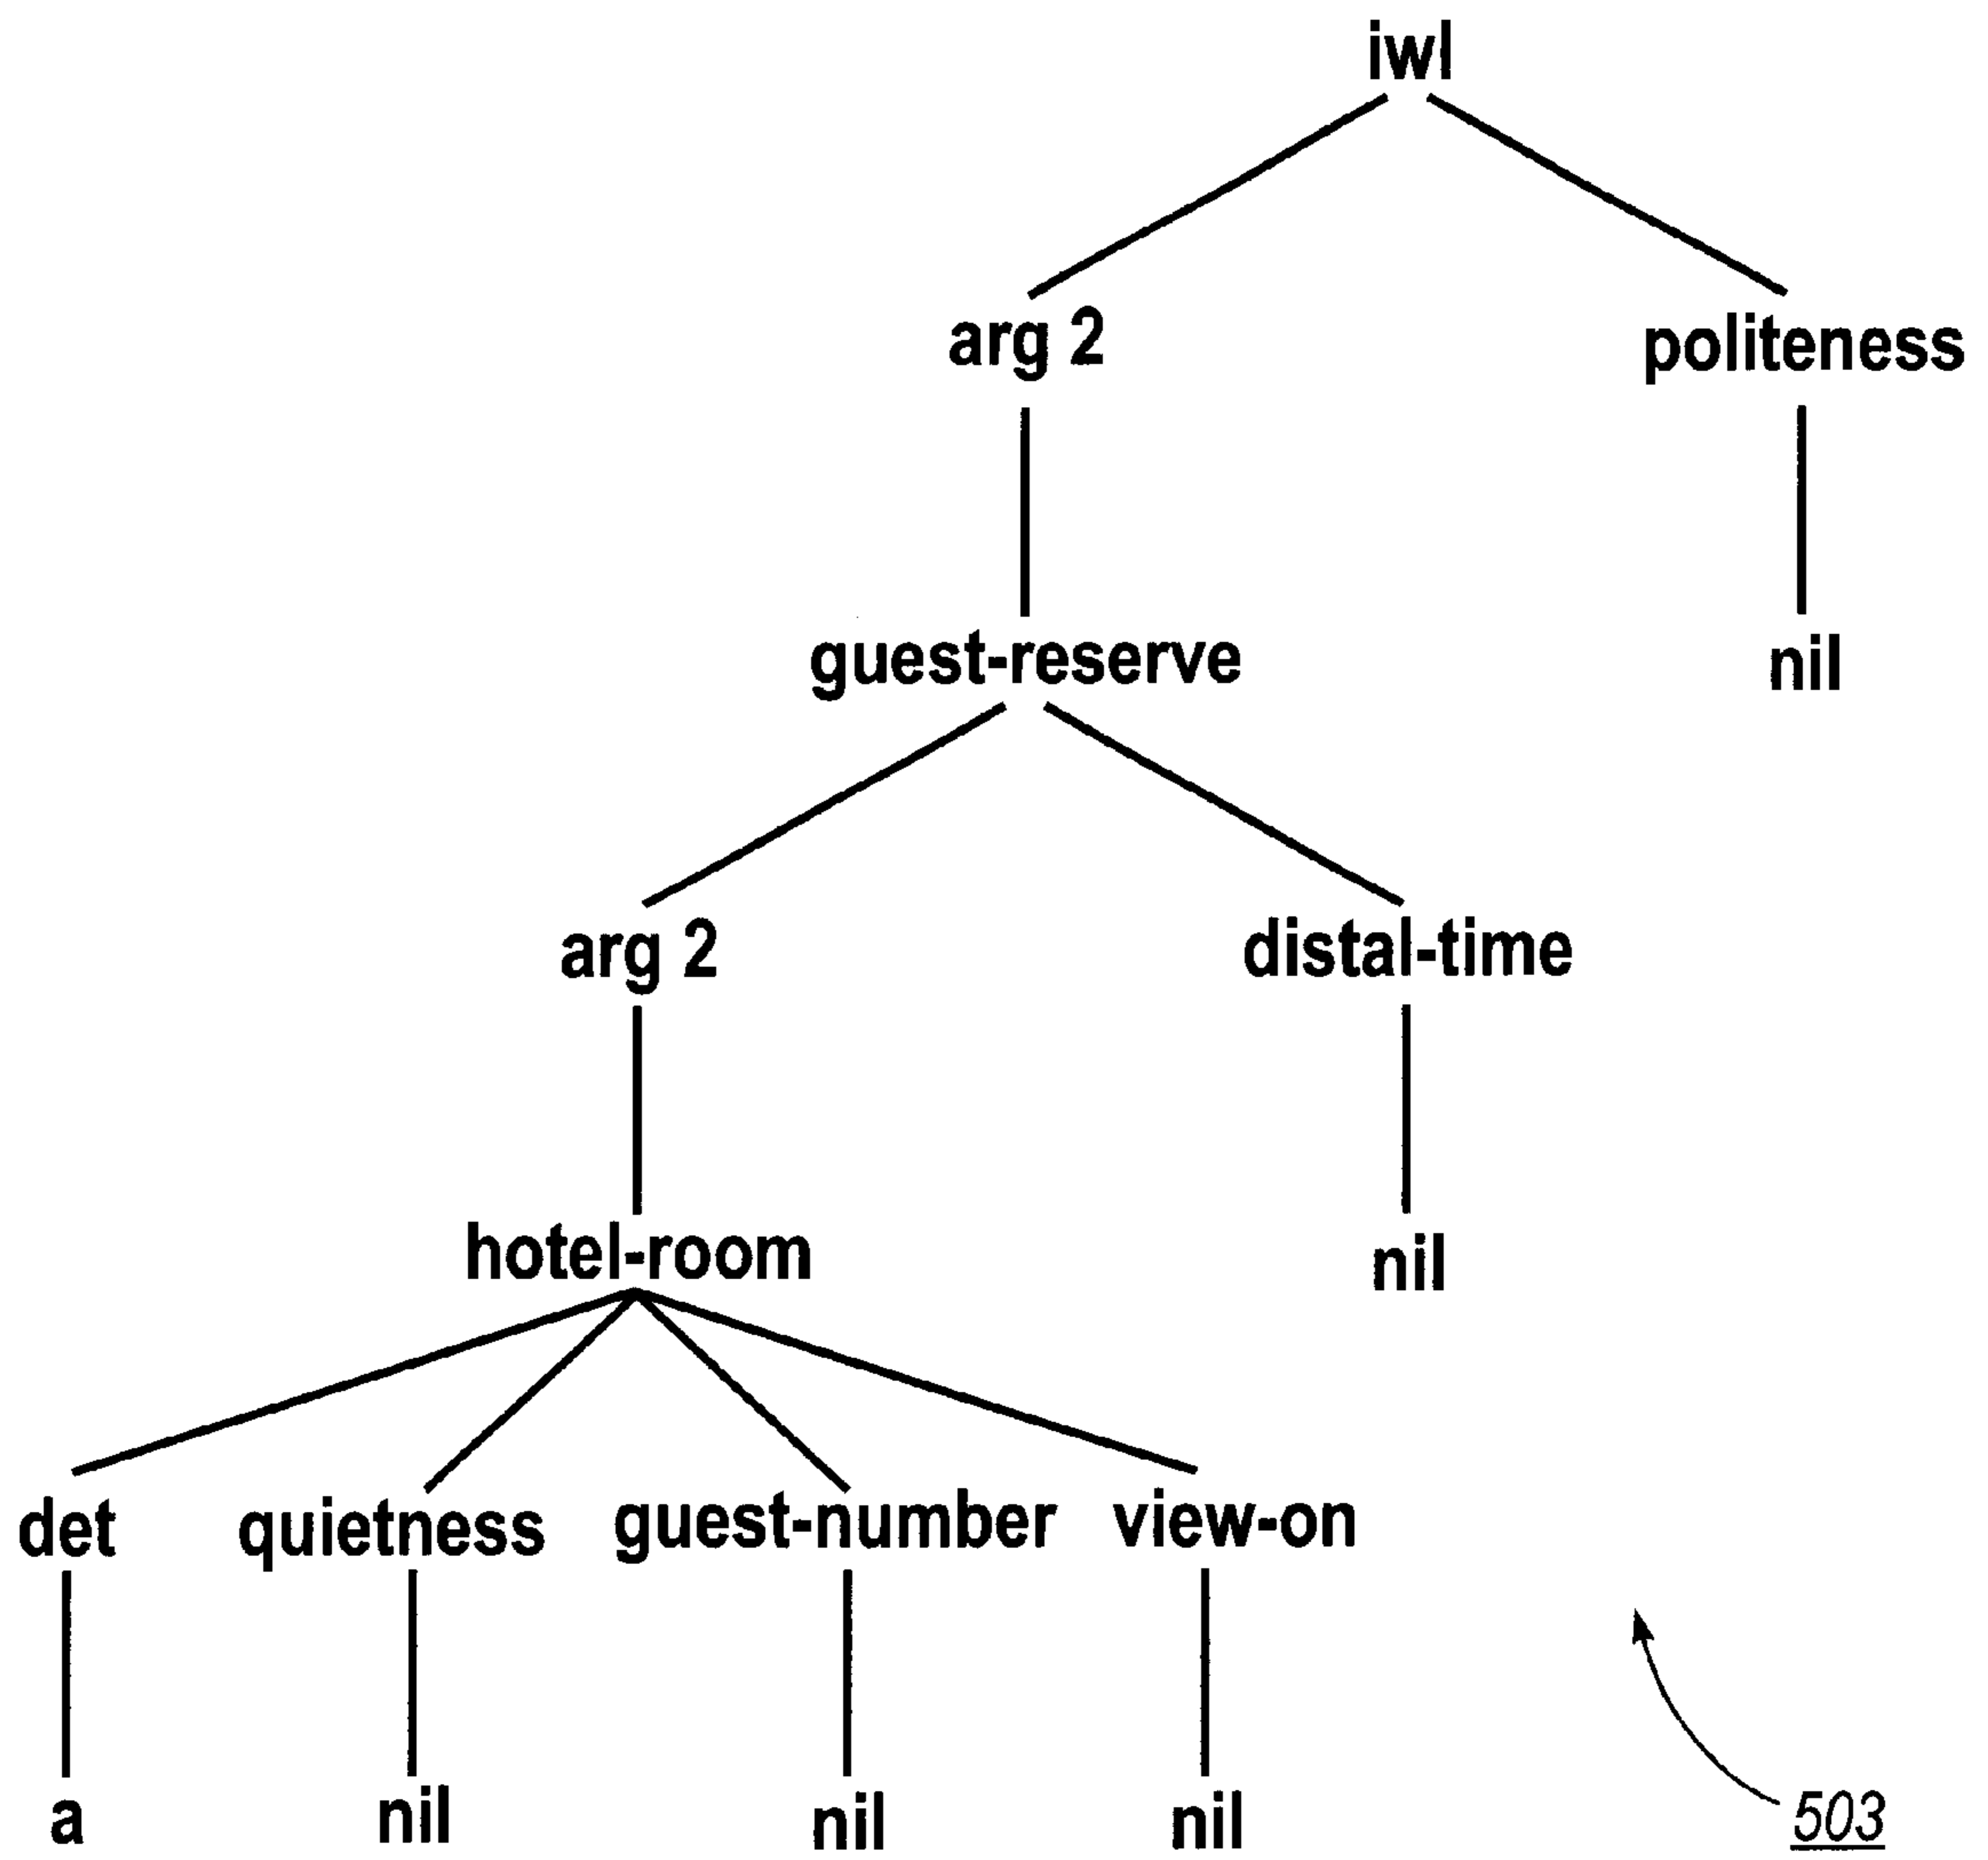 iwl
arg 2 politeness
guest-reserve nil
arg 2 distal-time
hotel-room nil
det quietness guest-number view-on
a nil nil nil
503